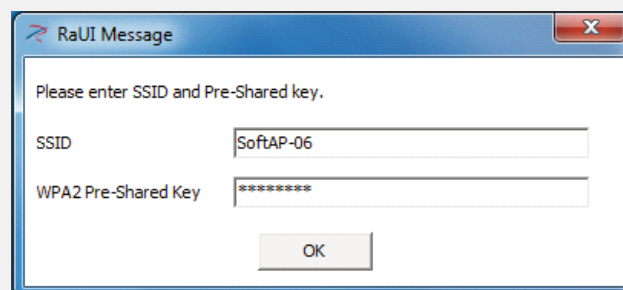 RaUI Message
Please enter SSID and Pre-Shared key.
SSID SoftAP-06
WPA2 Pre-Shared Key ********
OK